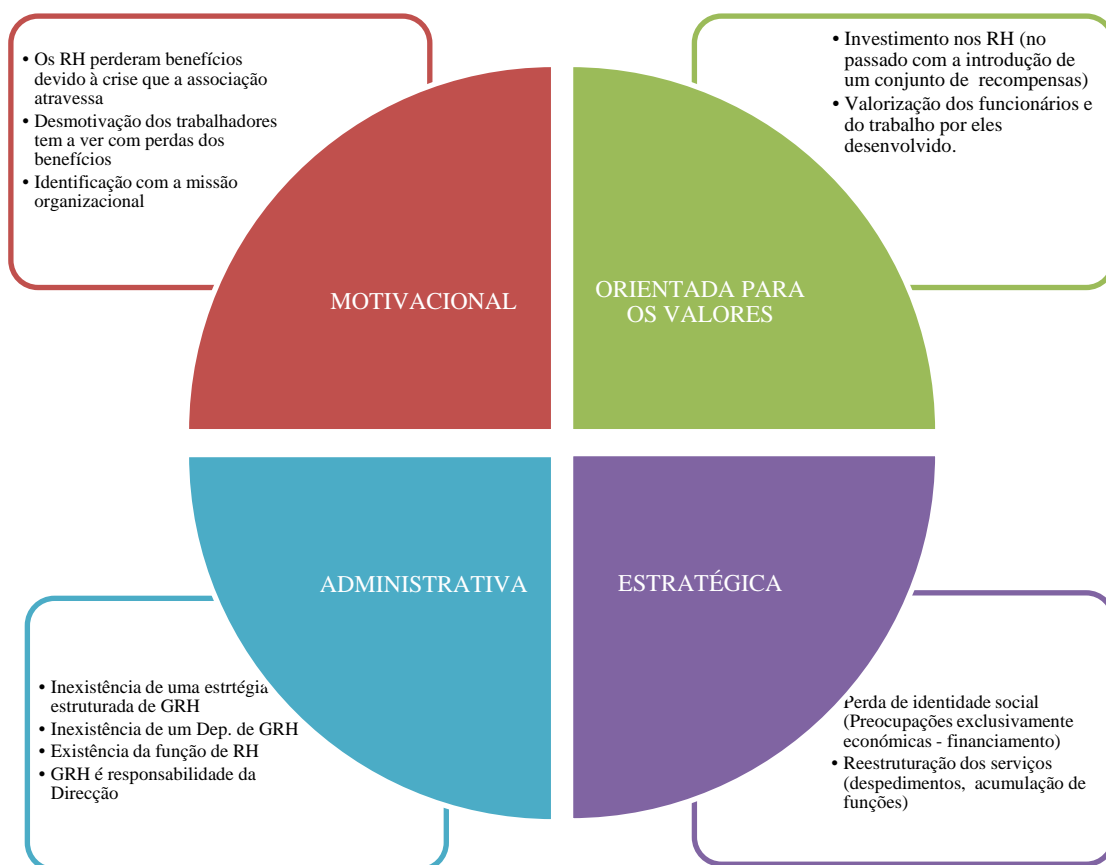 • Os RH perderam benefícios
devido à crise que a associação
atravessa
• Desmotivação dos trabalhadores
tem a ver com perdas dos
benefícios
• Identificação com a missão
organizacional
• Investimento nos RH (no
passado com a introdução de
um conjunto de recompensas)
• Valorização dos funcionários e
do trabalho por eles
desenvolvido.
MOTIVACIONAL
ORIENTADA PARA
OS VALORES
ADMINISTRATIVA
ESTRATÉGICA
• Inexistência de uma estrtégia
estruturada de GRH
• Inexistência de um Dep. de GRH
• Existência da função de RH
• GRH é responsabilidade da
Direcção
Perda de identidade social
(Preocupações exclusivamente
económicas - financiamento)
• Reestruturação dos serviços
(despedimentos, acumulação de
funções)